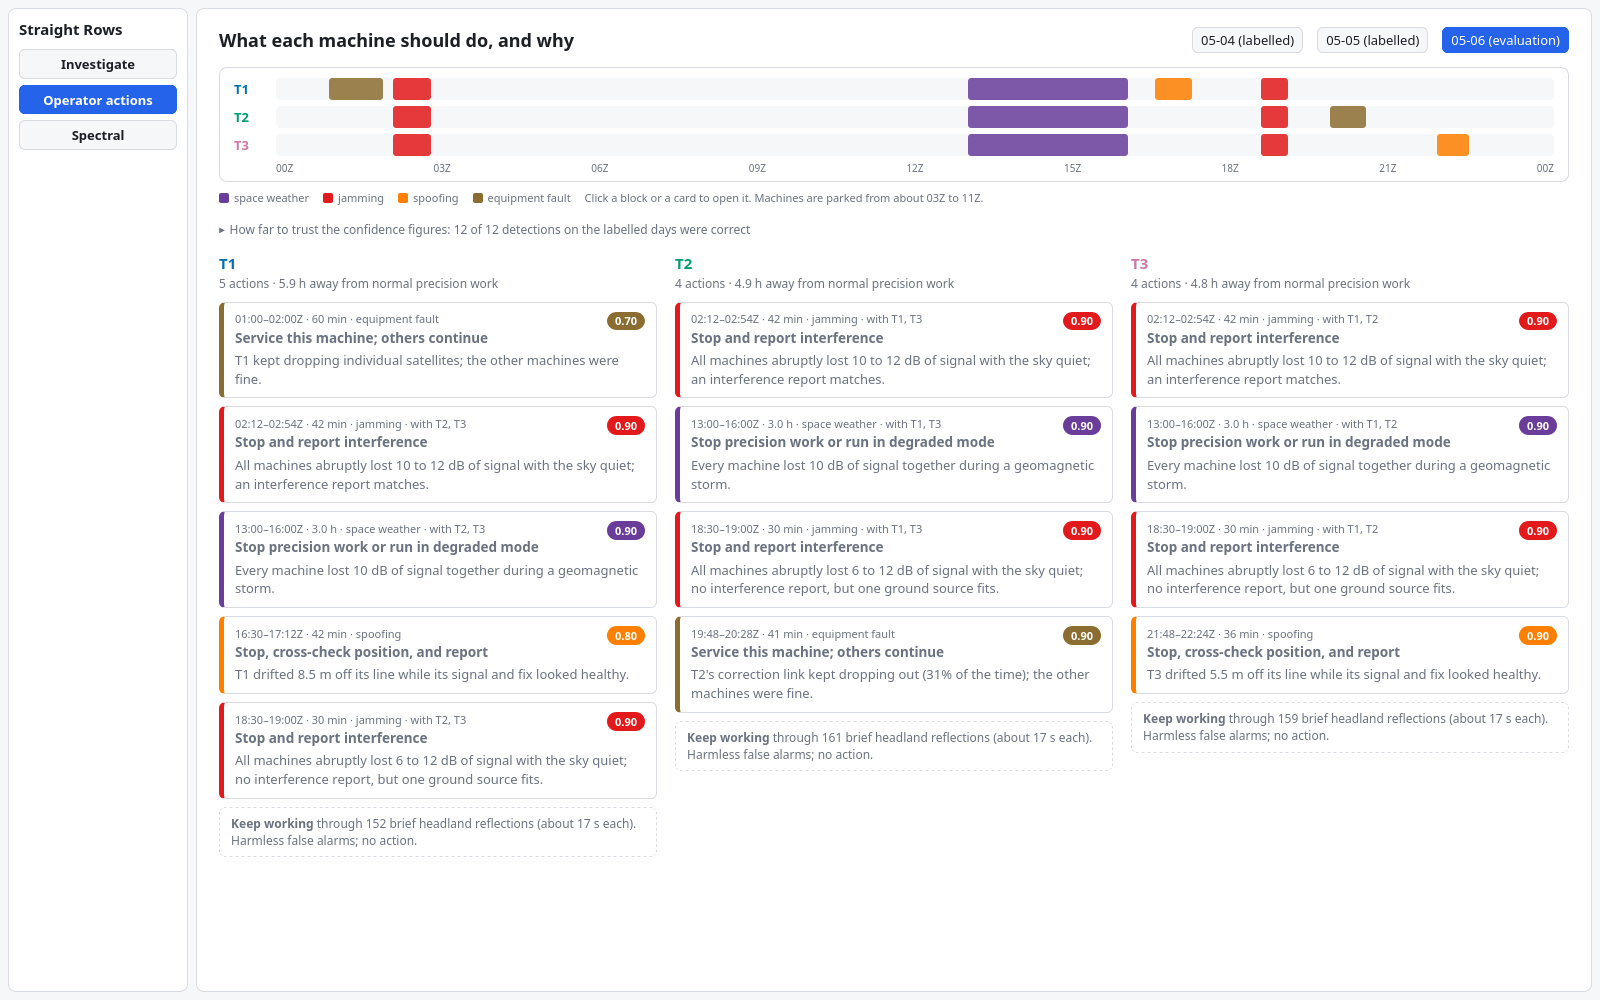 Straight Rows
Investigate
Operator actions
Spectral
What each machine should do, and why
05-04 (labelled)
05-05 (labelled)
05-06 (evaluation)
T1
T2
T3
00Z
03Z
06Z
09Z
12Z
15Z
18Z
21Z
00Z
space weather
jamming
spoofing
equipment fault
Click a block or a card to open it. Machines are parked from about 03Z to 11Z.
▸ How far to trust the confidence figures: 12 of 12 detections on the labelled days were correct
T1
5 actions · 5.9 h away from normal precision work
01:00–02:00Z · 60 min · equipment fault
0.70
Service this machine; others continue
T1 kept dropping individual satellites; the other machines were
fine.
02:12–02:54Z · 42 min · jamming · with T2, T3
0.90
Stop and report interference
All machines abruptly lost 10 to 12 dB of signal with the sky quiet;
an interference report matches.
13:00–16:00Z · 3.0 h · space weather · with T2, T3
0.90
Stop precision work or run in degraded mode
Every machine lost 10 dB of signal together during a geomagnetic
storm.
16:30–17:12Z · 42 min · spoofing
0.80
Stop, cross-check position, and report
T1 drifted 8.5 m off its line while its signal and fix looked healthy.
18:30–19:00Z · 30 min · jamming · with T2, T3
0.90
Stop and report interference
All machines abruptly lost 6 to 12 dB of signal with the sky quiet;
no interference report, but one ground source fits.
Keep working through 152 brief headland reflections (about 17 s each).
Harmless false alarms; no action.
T2
4 actions · 4.9 h away from normal precision work
02:12–02:54Z · 42 min · jamming · with T1, T3
0.90
Stop and report interference
All machines abruptly lost 10 to 12 dB of signal with the sky quiet;
an interference report matches.
13:00–16:00Z · 3.0 h · space weather · with T1, T3
0.90
Stop precision work or run in degraded mode
Every machine lost 10 dB of signal together during a geomagnetic
storm.
18:30–19:00Z · 30 min · jamming · with T1, T3
0.90
Stop and report interference
All machines abruptly lost 6 to 12 dB of signal with the sky quiet;
no interference report, but one ground source fits.
19:48–20:28Z · 41 min · equipment fault
0.90
Service this machine; others continue
T2's correction link kept dropping out (31% of the time); the other
machines were fine.
Keep working through 161 brief headland reflections (about 17 s each).
Harmless false alarms; no action.
T3
4 actions · 4.8 h away from normal precision work
02:12–02:54Z · 42 min · jamming · with T1, T2
0.90
Stop and report interference
All machines abruptly lost 10 to 12 dB of signal with the sky quiet;
an interference report matches.
13:00–16:00Z · 3.0 h · space weather · with T1, T2
0.90
Stop precision work or run in degraded mode
Every machine lost 10 dB of signal together during a geomagnetic
storm.
18:30–19:00Z · 30 min · jamming · with T1, T2
0.90
Stop and report interference
All machines abruptly lost 6 to 12 dB of signal with the sky quiet;
no interference report, but one ground source fits.
21:48–22:24Z · 36 min · spoofing
0.90
Stop, cross-check position, and report
T3 drifted 5.5 m off its line while its signal and fix looked healthy.
Keep working through 159 brief headland reflections (about 17 s each).
Harmless false alarms; no action.